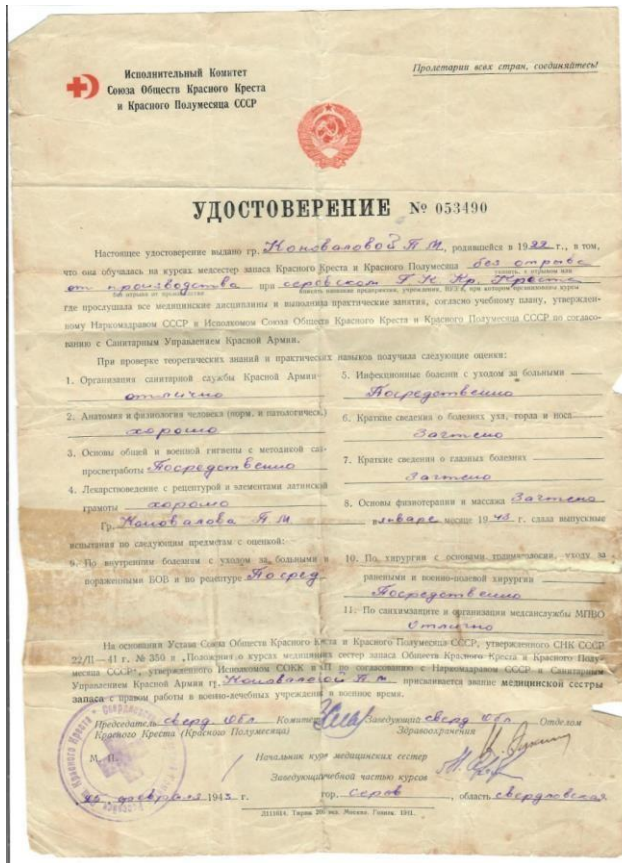 Исполнительный Комитет
Союза Обществ Красного Креста
и Красного Полумесяца СССР
Пролетарии всех стран, соединяйтесь!
УДОСТОВЕРЕНИЕ № 053490
Настоящее удостоверение выдано гр. Коноваловой П. М., родившейся в 1922 г., в том,
что она обучалась на курсах медсестер запаса Красного Креста и Красного Полумесяца без отрыва
от производства при серовском Кр. Креста
где прослушала все медицинские дисциплины и выполнила практические занятия, согласно учебному плану, утвержден-
ному Наркомздравом СССР и Исполкомом Союза Обществ Красного Креста и Красного Полумесяца СССР по согласо-
ванию с Санитарным Управлением Красной Армии.
При проверке теоретических знаний и практических навыков получила следующие оценки:
1. Организация санитарной службы Красной Армии
отлично
2. Анатомия и физиология человека (норм. и патологическ.)
хорошо
3. Основы общей и военной гигиены с методикой сан-
просветработы Посредственно
4. Лекарствоведение с рецептурой и элементами латинской
грамоты хорошо
5. Инфекционные болезни с уходом за больными
Посредственно
6. Краткие сведения о болезнях уха, горла и носа
Зачтено
7. Краткие сведения о глазных болезнях
Зачтено
8. Основы физиотерапии и массажа Зачтено
Гр. Коновалова П. М. в январе месяце 1943 г. сдала выпускные
испытания по следующим предметам с оценкой:
9. По внутренним болезням с уходом за больными и
пораженными БОВ и по рецептуре Посред
10. По хирургии с основами травматологии, уходу за
ранеными и военно-полевой хирургии
Посредственно
11. По санхимзащите и организации медсанслужбы МПВО
Отлично
На основании Устава Союза Обществ Красного Креста и Красного Полумесяца СССР, утвержденного СНК СССР
22/II—41 г. № 350 и „Положения о курсах медицинских сестер запаса Обществ Красного Креста и Красного Полу-
месяца СССР", утвержденного Исполкомом СОКК и КП по согласованию с Наркомздравом СССР и Санитарным
Управлением Красной Армии гр. Коноваловой П. М. присваивается звание медицинской сестры
запаса с правом работы в военно-лечебных учреждениях в военное время.
Председатель сверд. Обл. Комитета Заведующий сверд. Обл. Отделом
Красного Креста (Красного Полумесяца) Здравоохранения
М. П. Начальник курс медицинских сестер
Заведующий учебной частью курсов
февраля 1943 г. гор. Серов, область свердловская